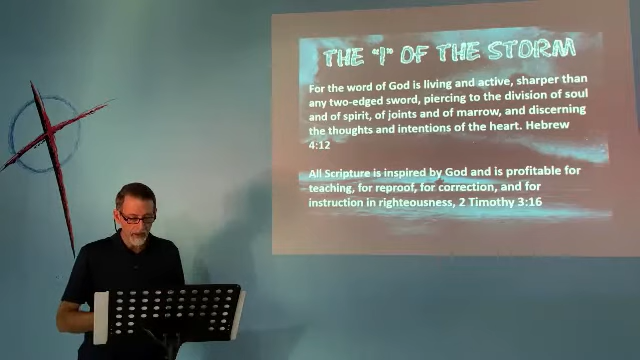 THE "I" OF THE STORM
For the word of God is living and active, sharper than
any two-edged sword, piercing to the division of soul
and of spirit, of joints and of marrow, and discerning
the thoughts and intentions of the heart. Hebrew
4:12
All Scripture is inspired by God and is profitable for
teaching, for reproof, for correction, and for
instruction in righteousness, 2 Timothy 3:16